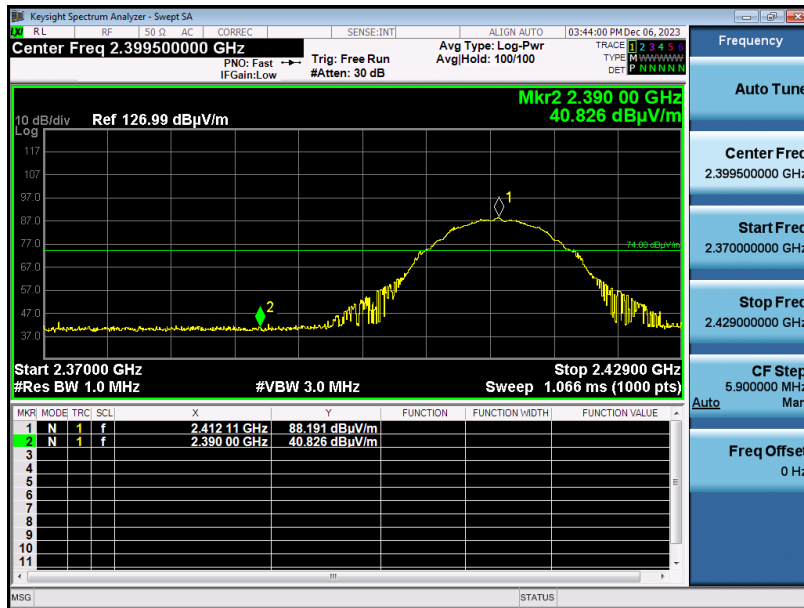 Keysight Spectrum Analyzer - Swept SA
LXI RL RF 50 Ω AC CORREC SENSE:INT ALIGN AUTO 03:44:00 PM Dec 06, 2023
Center Freq 2.399500000 GHz
PNO: Fast
IFGain:Low
Trig: Free Run
#Atten: 30 dB
Avg Type: Log-Pwr
Avg|Hold: 100/100
TRACE 1 2 3 4 5 6
TYPE M W W W W W
DET P N N N N N
Mkr2 2.390 00 GHz
40.826 dBµV/m
10 dB/div Ref 126.99 dBµV/m
Log
117
107
97.0
87.0
77.0
67.0
57.0
47.0
37.0
1
74.00 dBµV/m
2
Start 2.37000 GHz Stop 2.42900 GHz
#Res BW 1.0 MHz #VBW 3.0 MHz Sweep 1.066 ms (1000 pts)
MKR MODE TRC SCL X Y FUNCTION FUNCTION WIDTH FUNCTION VALUE
1 N 1 f 2.412 11 GHz 88.191 dBµV/m
2 N 1 f 2.390 00 GHz 40.826 dBµV/m
3
4
5
6
7
8
9
10
11
MSG STATUS
Frequency
Auto Tune
Center Freq
2.399500000 GHz
Start Freq
2.370000000 GHz
Stop Freq
2.429000000 GHz
CF Step
5.900000 MHz
Auto Man
Freq Offset
0 Hz